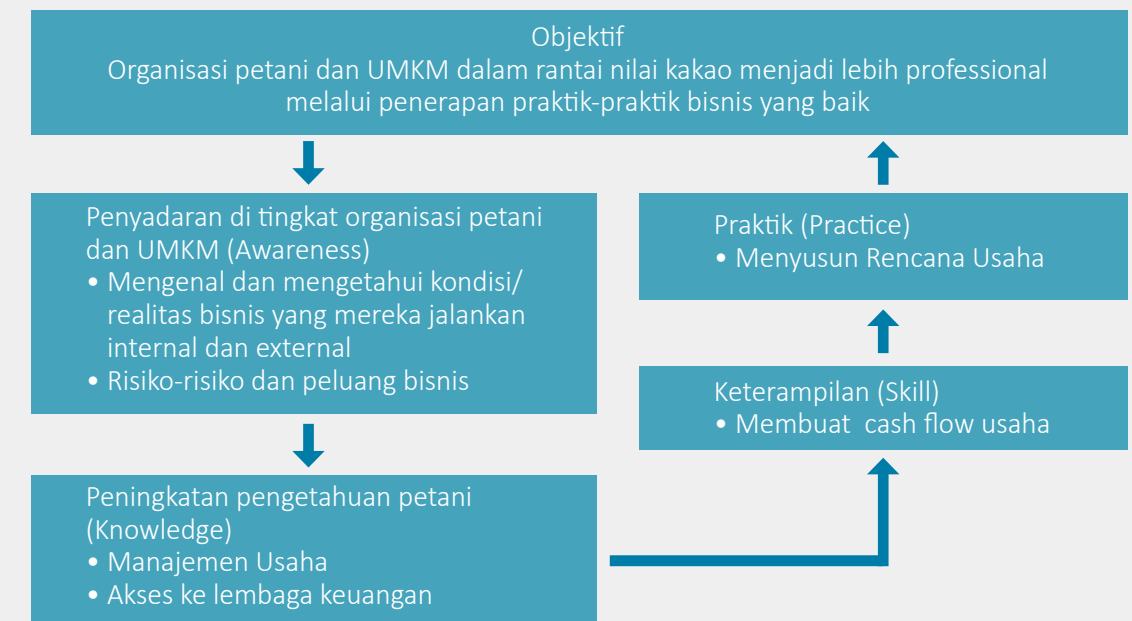 Objektif
Organisasi petani dan UMKM dalam rantai nilai kakao menjadi lebih professional
melalui penerapan praktik-praktik bisnis yang baik
Penyadaran di tingkat organisasi petani
dan UMKM (Awareness)
• Mengenal dan mengetahui kondisi/
realitas bisnis yang mereka jalankan
internal dan external
• Risiko-risiko dan peluang bisnis
Peningkatan pengetahuan petani
(Knowledge)
• Manajemen Usaha
• Akses ke lembaga keuangan
Keterampilan (Skill)
• Membuat cash flow usaha
Praktik (Practice)
• Menyusun Rencana Usaha